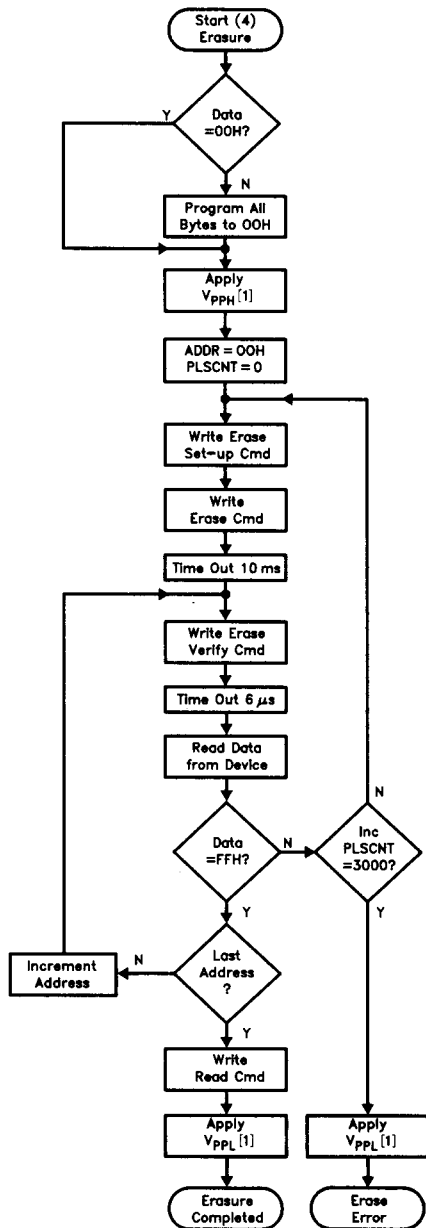 Start (4)
Erasure
Data
=00H?
Y
N
Program All
Bytes to 00H
Apply
VPPH [1]
ADDR = 00H
PLSCNT = 0
Write Erase
Set-up Cmd
Write
Erase Cmd
Time Out 10 ms
Write Erase
Verify Cmd
Time Out 6 µs
Read Data
from Device
Data
=FFH?
N
Y
Inc
PLSCNT
=3000?
N
Y
Last
Address
?
N
Y
Increment
Address
Write
Read Cmd
Apply
VPPL [1]
Apply
VPPL [1]
Erasure
Completed
Erase
Error